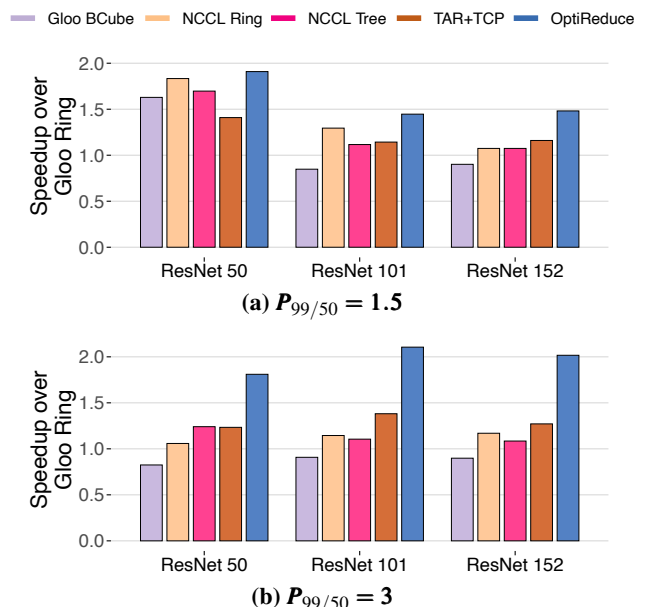 Gloo BCube NCCL Ring NCCL Tree TAR+TCP OptiReduce
Speedup over
Gloo Ring
2.0
1.5
1.0
0.5
0.0
ResNet 50 ResNet 101 ResNet 152
(a) P99/50 = 1.5
Speedup over
Gloo Ring
2.0
1.5
1.0
0.5
0.0
ResNet 50 ResNet 101 ResNet 152
(b) P99/50 = 3